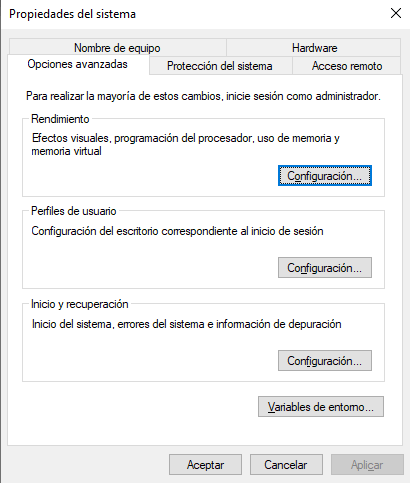 Propiedades del sistema
Nombre de equipo
Hardware
Opciones avanzadas
Protección del sistema
Acceso remoto
Para realizar la mayoría de estos cambios, inicie sesión como administrador.
Rendimiento
Efectos visuales, programación del procesador, uso de memoria y
memoria virtual
Configuración...
Perfiles de usuario
Configuración del escritorio correspondiente al inicio de sesión
Configuración...
Inicio y recuperación
Inicio del sistema, errores del sistema e información de depuración
Configuración...
Variables de entorno...
Aceptar
Cancelar
Aplicar